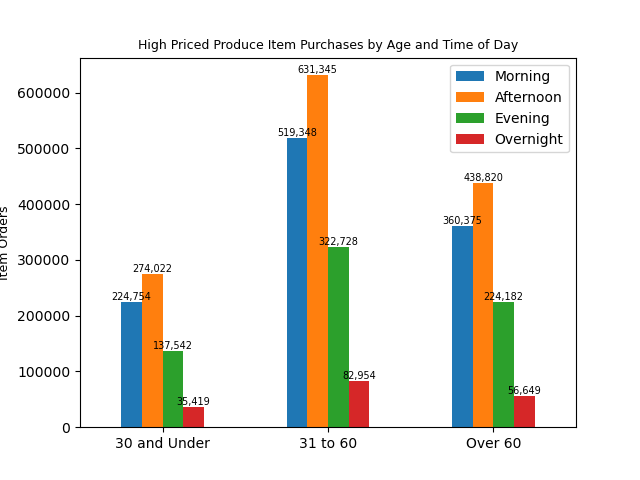 High Priced Produce Item Purchases by Age and Time of Day
Item Orders
600000
500000
400000
300000
200000
100000
0
Morning
Afternoon
Evening
Overnight
224,754
274,022
137,542
35,419
519,348
631,345
322,728
82,954
360,375
438,820
224,182
56,649
30 and Under
31 to 60
Over 60